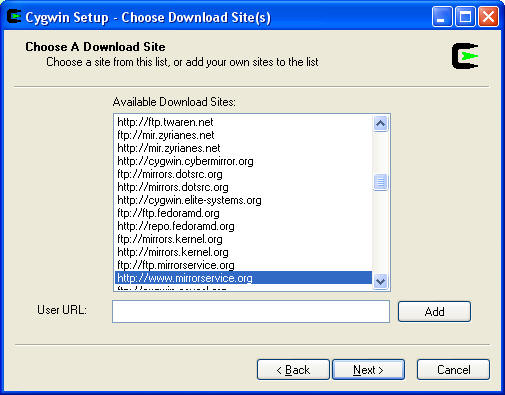 Cygwin Setup - Choose Download Site(s)
Choose A Download Site
Choose a site from this list, or add your own sites to the list
Available Download Sites:
http://ftp.twaren.net
ftp://mir.zyrianes.net
http://mir.zyrianes.net
http://cygwin.cybermirror.org
ftp://mirrors.dotsrc.org
http://mirrors.dotsrc.org
http://cygwin.elite-systems.org
ftp://ftp.fedoramd.org
http://repo.fedoramd.org
ftp://mirrors.kernel.org
http://mirrors.kernel.org
ftp://ftp.mirrorservice.org
http://www.mirrorservice.org
User URL:
Add
< Back
Next >
Cancel